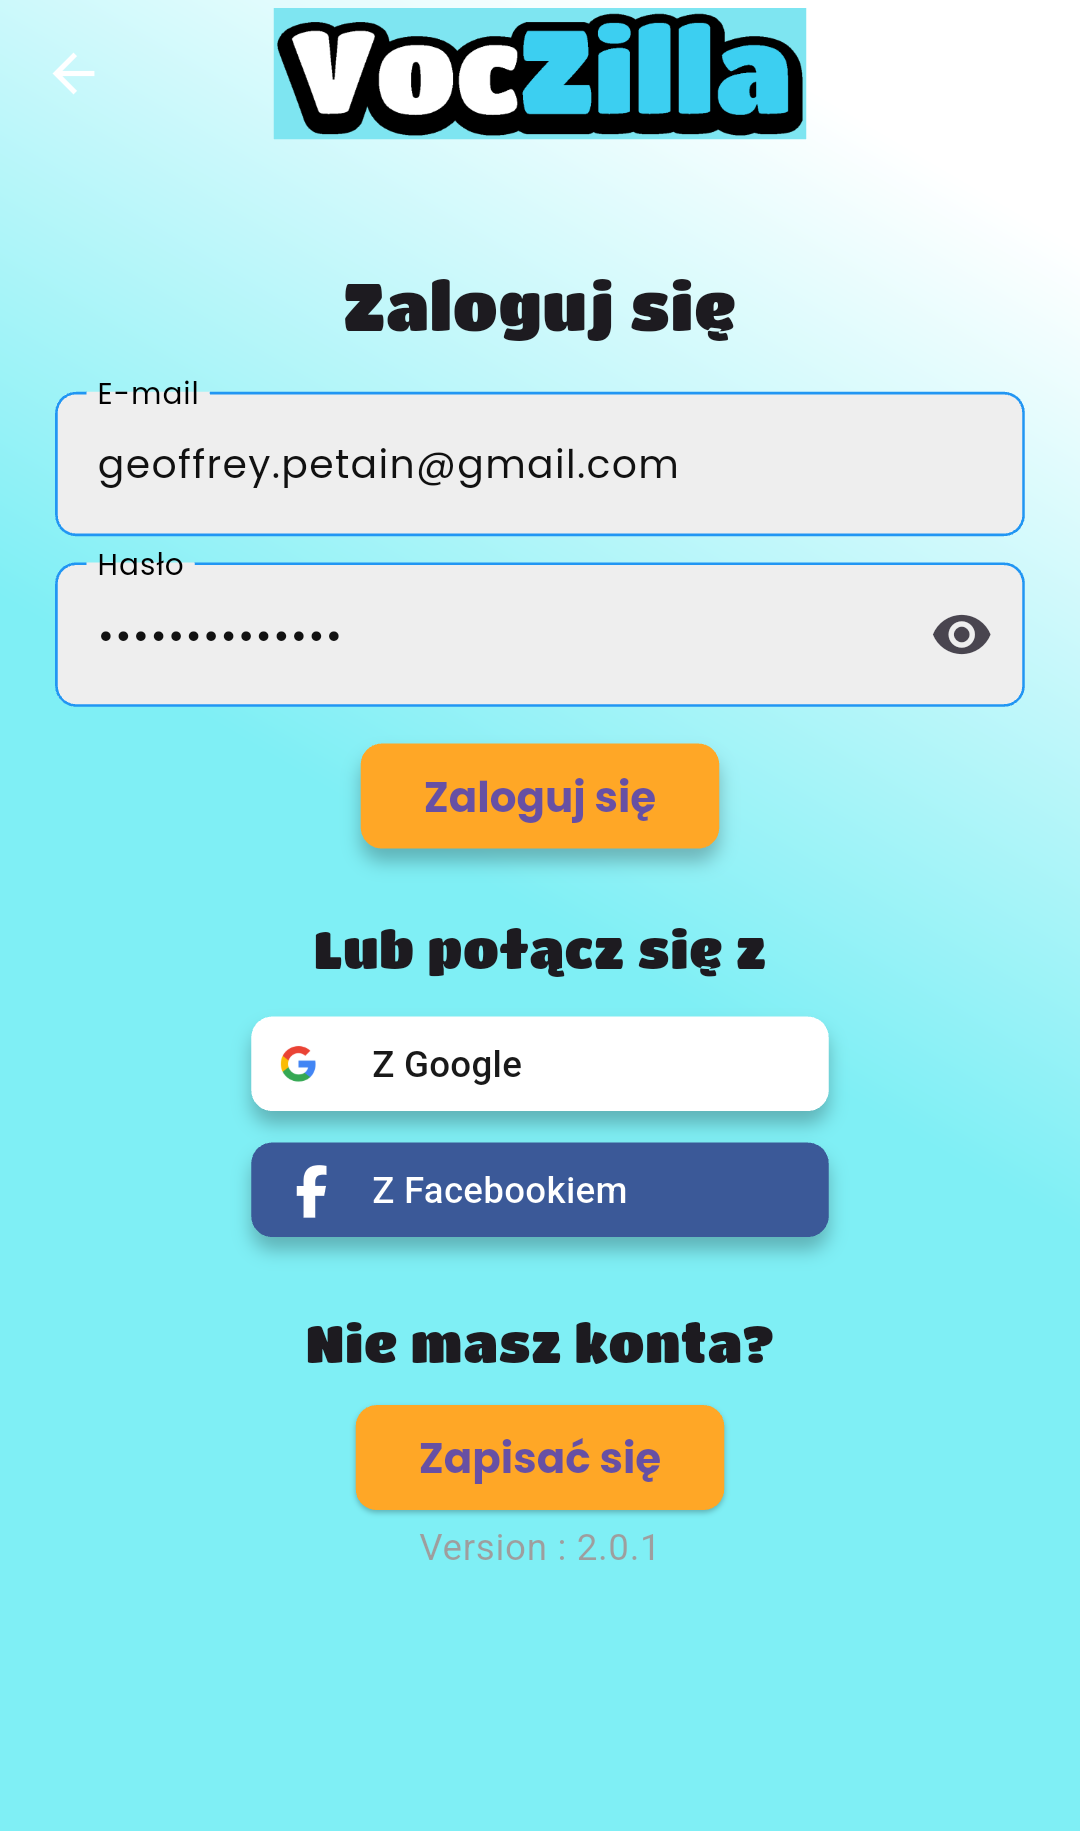 VocZilla
Zaloguj się
E-mail
geoffrey.petain@gmail.com
Hasło
••••••••••••••
Zaloguj się
Lub połącz się z
Z Google
Z Facebookiem
Nie masz konta?
Zapisać się
Version : 2.0.1